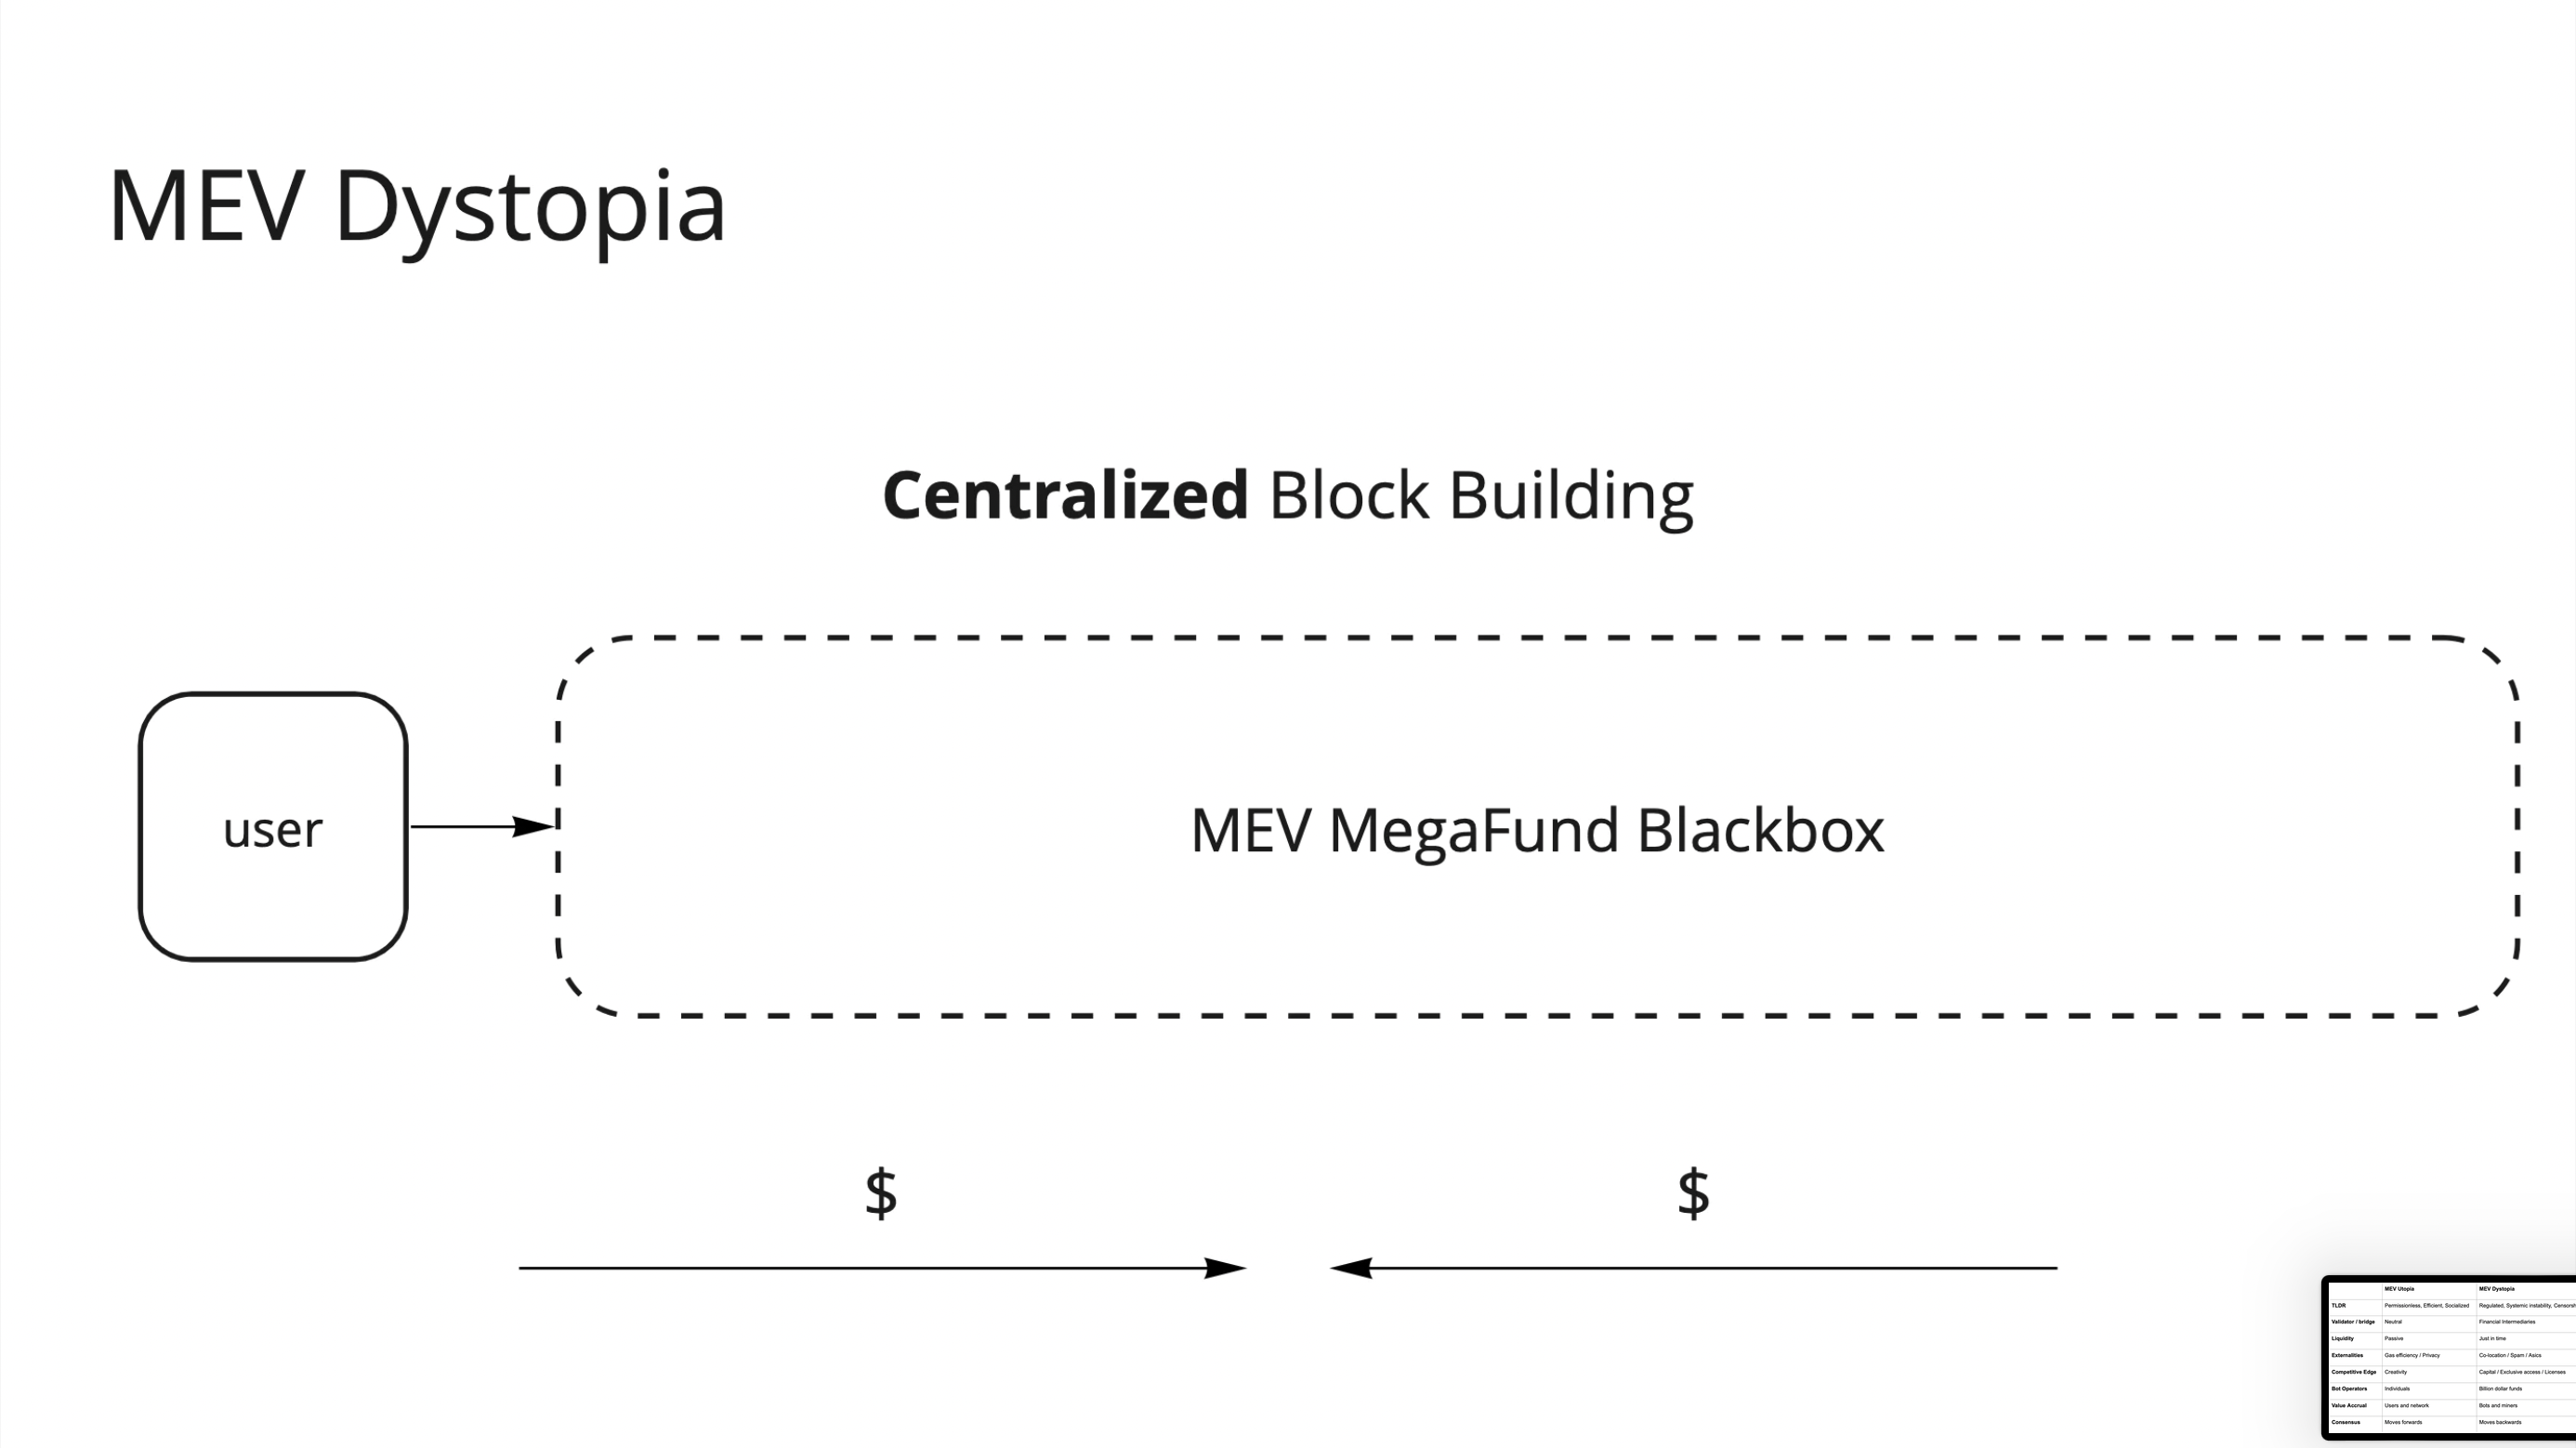 MEV Dystopia
Centralized Block Building
user
MEV MegaFund Blackbox
$ $
MEV Utopia MEV Dystopia
TLDR Permissionless, Efficient, Socialized Regulated, Systemic instability,
Validator / bridge Neutral Financial Intermediaries
Liquidity Passive Just in time
Externalities Gas efficiency / Privacy Co-location / Spam / Asics
Competitive Edge Creativity Capital / Exclusive access / Licenses
Bot Operators Individuals Billion dollar funds
Value Accrual Users and network Bots and miners
Consensus Moves forwards Moves backwards